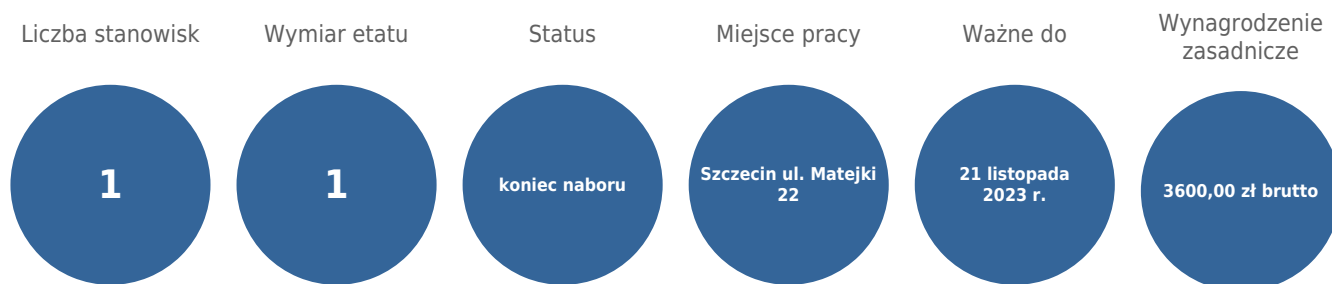 Liczba stanowisk
1
Wymiar etatu
1
Status
koniec naboru
Miejsce pracy
Szczecin ul. Matejki
22
Ważne do
21 listopada
2023 r.
Wynagrodzenie
zasadnicze
3600,00 zł brutto